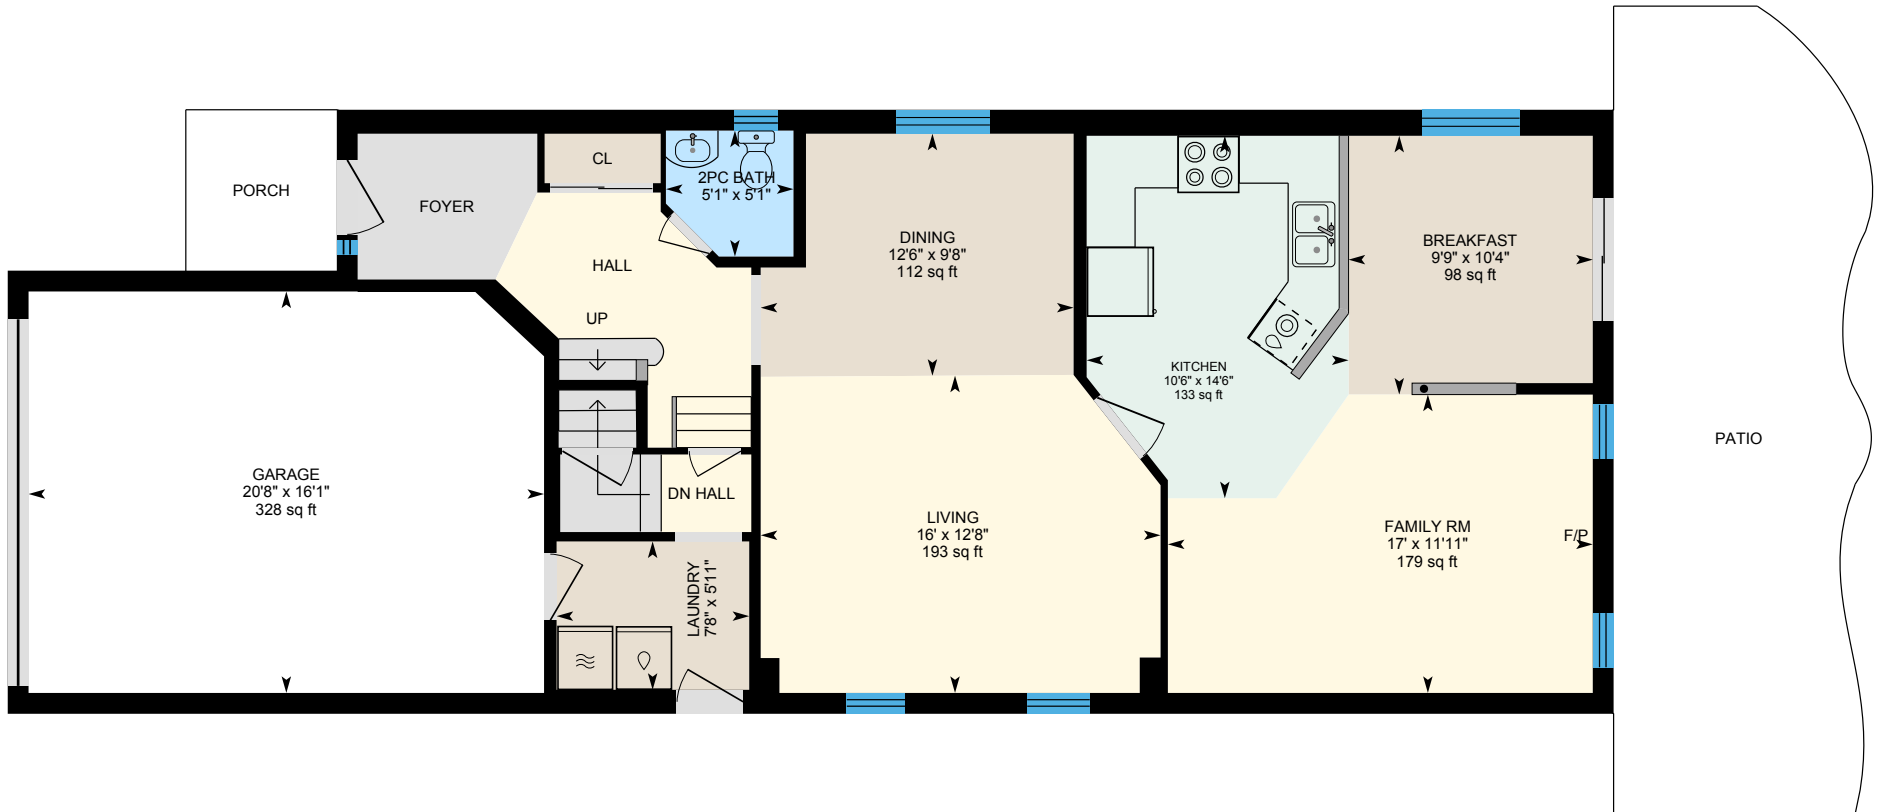 PORCH
FOYER
CL
2PC BATH
5'1" x 5'1"
HALL
UP
DINING
12'6" x 9'8"
112 sq ft
BREAKFAST
9'9" x 10'4"
98 sq ft
KITCHEN
10'6" x 14'6"
133 sq ft
PATIO
GARAGE
20'8" x 16'1"
328 sq ft
DN HALL
LIVING
16' x 12'8"
193 sq ft
FAMILY RM
17' x 11'11"
179 sq ft
F/P
LAUNDRY
7'8" x 5'11"